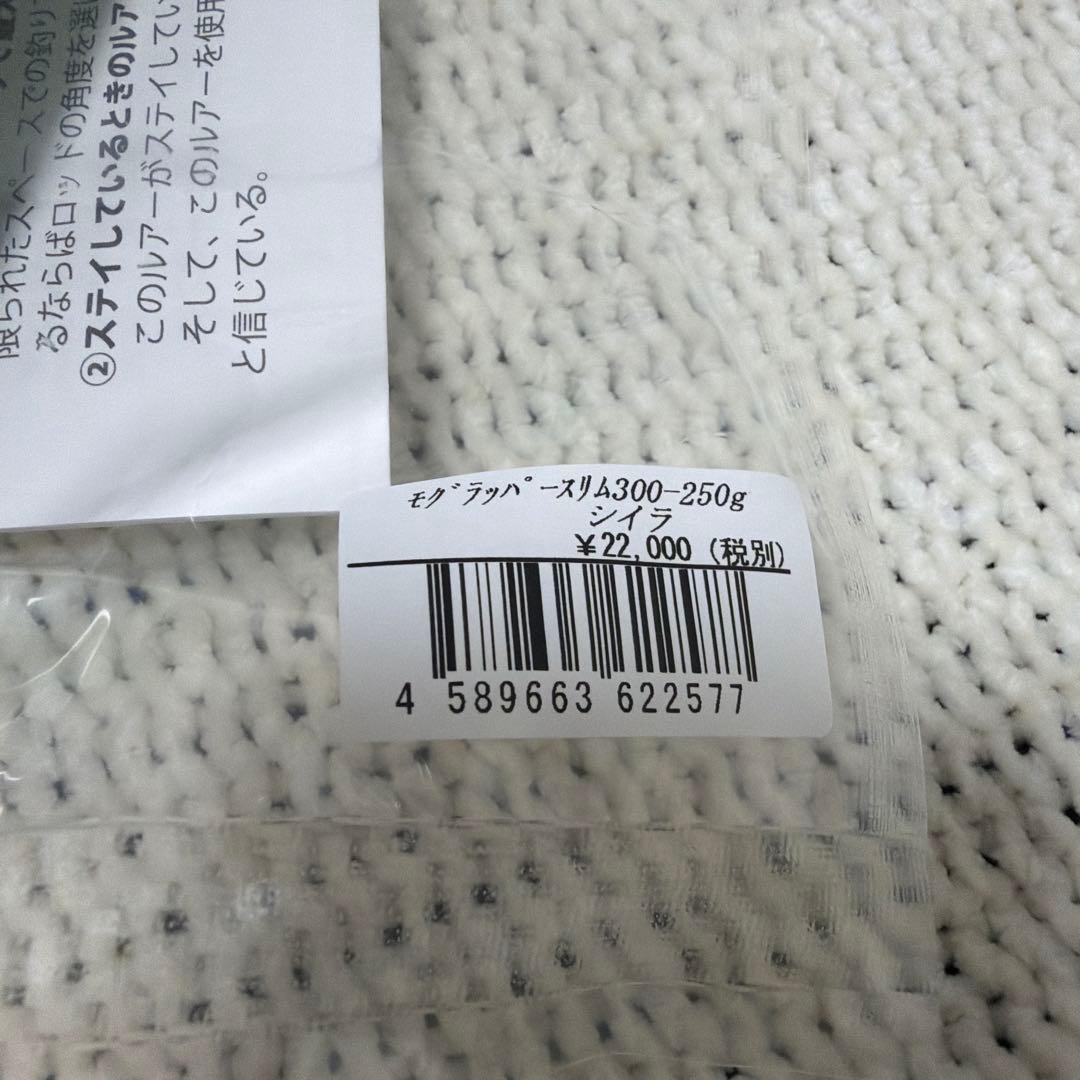 限られたスペースでの釣り
るならばロッドの角度を選
②ステイしているときのルア
このルアーがステイしてい
そして、このルアーを使用
と信じている。
ﾓｸﾞﾗｯﾊﾟｰｽﾘﾑ300-250g
シイラ
¥22,000 (税別)
4 589663 622577